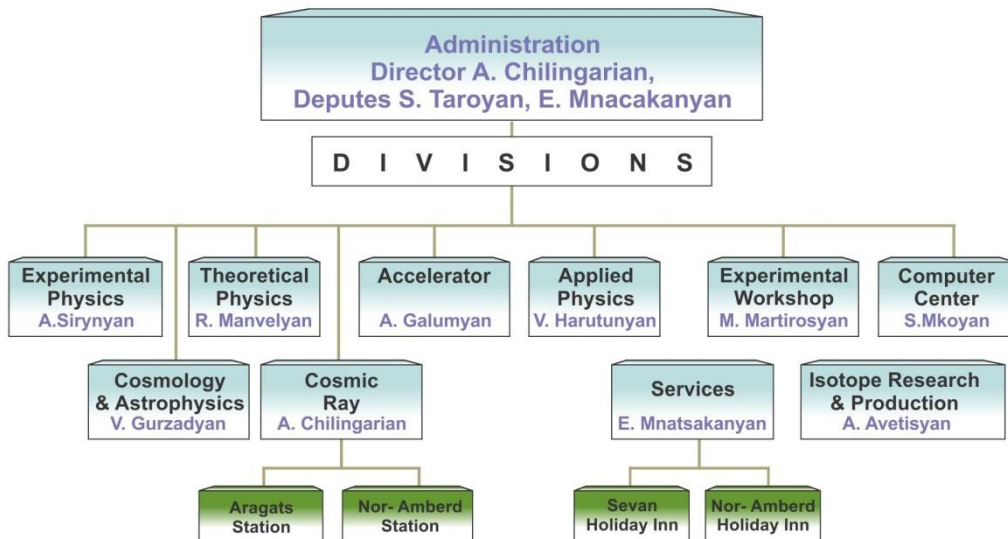 Administration
Director A. Chilingarian,
Deputes S. Taroyan, E. Mnacakanyan
D I V I S I O N S
Experimental
Physics
A.Sirynyan
Theoretical
Physics
R. Manvelyan
Accelerator
A. Galumyan
Applied
Physics
V. Harutunyan
Experimental
Workshop
M. Martirosyan
Computer
Center
S.Mkoyan
Cosmology
& Astrophysics
V. Gurzadyan
Cosmic
Ray
A. Chilingarian
Services
E. Mnatsakanyan
Isotope Research
& Production
A. Avetisyan
Aragats
Station
Nor- Amberd
Station
Sevan
Holiday Inn
Nor-Amberd
Holiday Inn